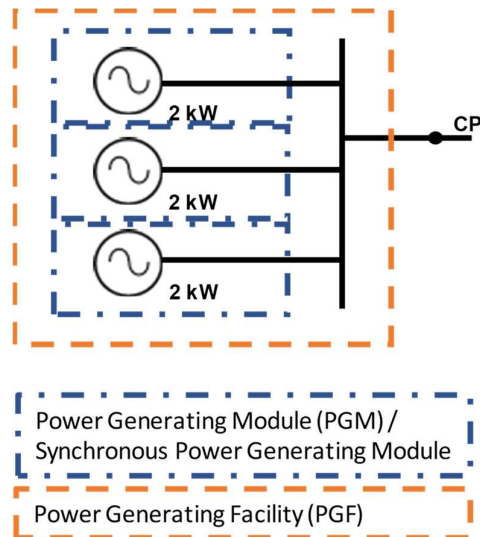 2 kW
CP
2 kW
2 kW
Power Generating Module (PGM) /
Synchronous Power Generating Module
Power Generating Facility (PGF)